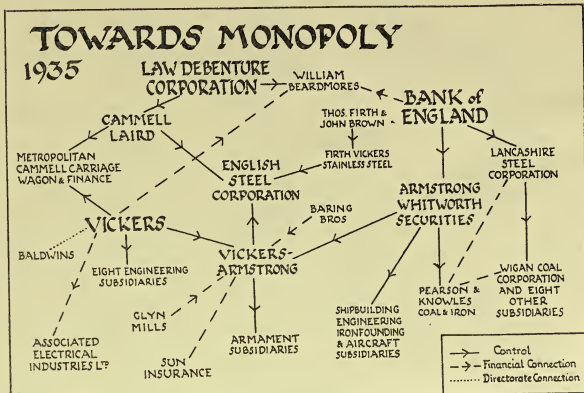 TOWARDS MONOPOLY
1935
LAW DEBENTURE
CORPORATION
WILLIAM
BEARDMORES
BANK of
ENGLAND
CAMMELL
LAIRD
THOS. FIRTH &
JOHN BROWN
METROPOLITAN
CAMMELL CARRIAGE
WAGON & FINANCE
ENGLISH
STEEL
CORPORATION
FIRTH VICKERS
STAINLESS STEEL
LANCASHIRE
STEEL
CORPORATION
ARMSTRONG
WHITWORTH
SECURITIES
VICKERS
BARING
BROS
BALDWINS
EIGHT ENGINEERING
SUBSIDIARIES
VICKERS-
ARMSTRONG
GLYN
MILLS
ASSOCIATED
ELECTRICAL
INDUSTRIES LTD
SUN
INSURANCE
ARMAMENT
SUBSIDIARIES
SHIPBUILDING
ENGINEERING
IRONFOUNDING
& AIRCRAFT
SUBSIDIARIES
PEARSON &
KNOWLES
COAL & IRON
WIGAN COAL
CORPORATION
AND EIGHT
OTHER
SUBSIDIARIES
Control
Financial Connection
Directorate Connection